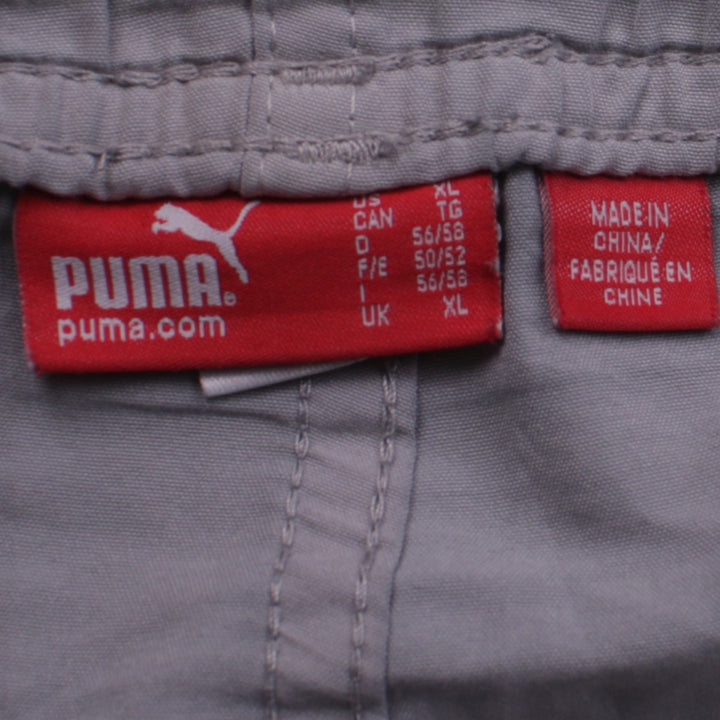 PUMA®
puma.com
US XL
CAN TG
D 56/58
F/E 50/52
I 56/58
UK XL
MADE IN
CHINA/
FABRIQUÉ EN
CHINE